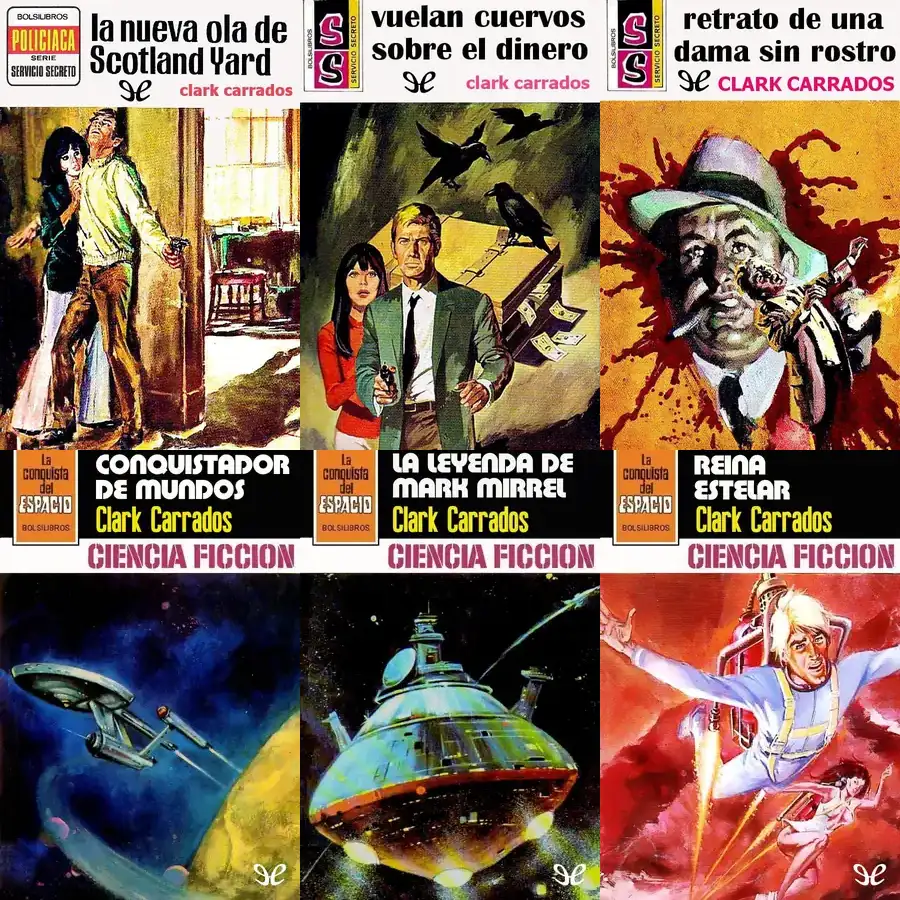 BOLSILIBROS
POLICIACA
SERIE
SERVICIO SECRETO
la nueva ola de
Scotland Yard
clark carrados
BOLSILIBROS
SS
SERVICIO SECRETO
vuelan cuervos
sobre el dinero
clark carrados
BOLSILIBROS
SS
SERVICIO SECRETO
retrato de una
dama sin rostro
CLARK CARRADOS
La
conquista
del
ESPACIO
BOLSILIBROS
CONQUISTADOR
DE MUNDOS
Clark Carrados
CIENCIA FICCION
La
conquista
del
ESPACIO
BOLSILIBROS
LA LEYENDA DE
MARK MIRREL
Clark Carrados
CIENCIA FICCION
La
conquista
del
ESPACIO
BOLSILIBROS
REINA
ESTELAR
Clark Carrados
CIENCIA FICCION